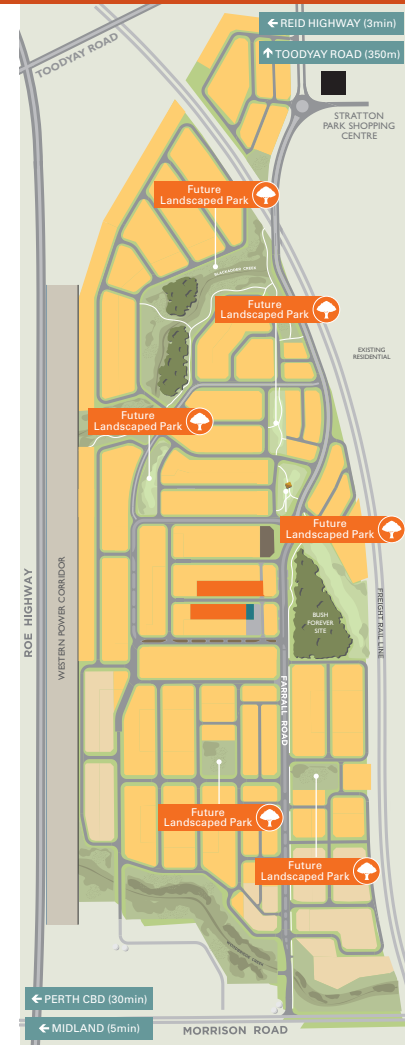 ← REID HIGHWAY (3min)
↑ TOODYAY ROAD (350m)
TOODYAY ROAD
STRATTON
PARK SHOPPING
CENTRE
Future
Landscaped Park
BLACKADDER CREEK
Future
Landscaped Park
EXISTING
RESIDENTIAL
Future
Landscaped Park
Future
Landscaped Park
ROE HIGHWAY
WESTERN POWER CORRIDOR
FREIGHT RAIL LINE
BUSH
FOREVER
SITE
FARRALL ROAD
Future
Landscaped Park
Future
Landscaped Park
WOODBRIDGE CREEK
← PERTH CBD (30min)
← MIDLAND (5min)
MORRISON ROAD